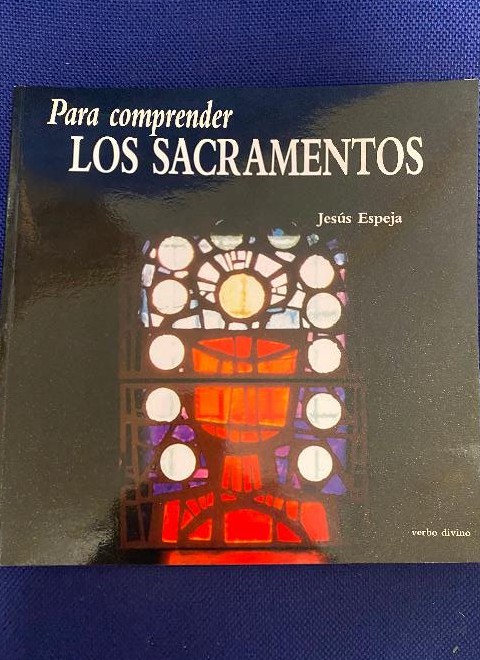 Para comprender
LOS SACRAMENTOS
Jesús Espeja
verbo divino